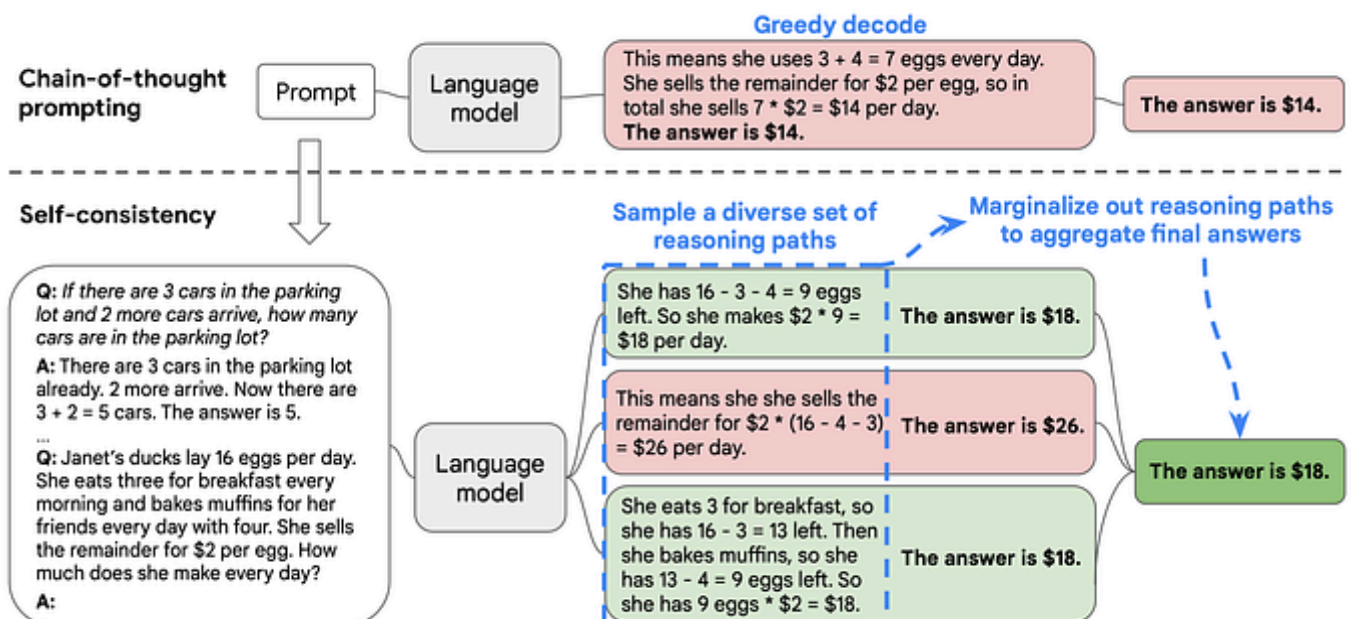 Greedy decode
Chain-of-thought
prompting
Prompt
Language
model
This means she uses 3 + 4 = 7 eggs every day.
She sells the remainder for $2 per egg, so in
total she sells 7 * $2 = $14 per day.
The answer is $14.
The answer is $14.
Self-consistency
Sample a diverse set of
reasoning paths
Marginalize out reasoning paths
to aggregate final answers
Q: If there are 3 cars in the parking
lot and 2 more cars arrive, how many
cars are in the parking lot?
A: There are 3 cars in the parking lot
already. 2 more arrive. Now there are
3 + 2 = 5 cars. The answer is 5.
...
Q: Janet's ducks lay 16 eggs per day.
She eats three for breakfast every
morning and bakes muffins for her
friends every day with four. She sells
the remainder for $2 per egg. How
much does she make every day?
A:
Language
model
She has 16 - 3 - 4 = 9 eggs
left. So she makes $2 * 9 =
$18 per day.
The answer is $18.
This means she she sells the
remainder for $2 * (16 - 4 - 3)
= $26 per day.
The answer is $26.
She eats 3 for breakfast, so
she has 16 - 3 = 13 left. Then
she bakes muffins, so she
has 13 - 4 = 9 eggs left. So
she has 9 eggs * $2 = $18.
The answer is $18.
The answer is $18.